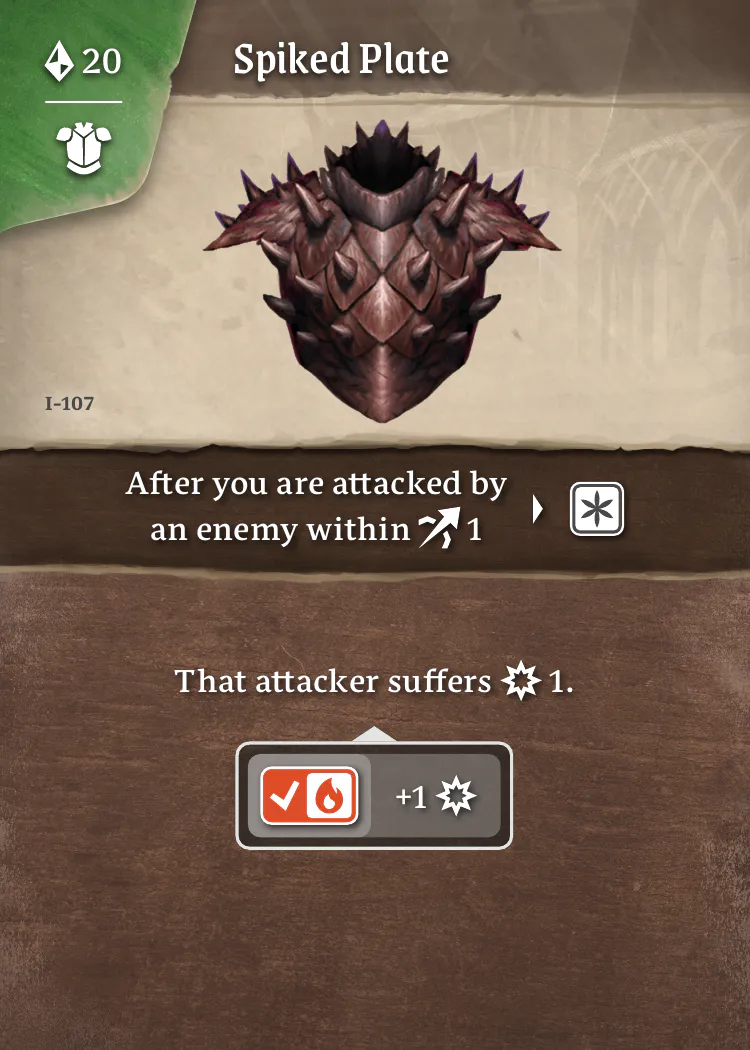 20
Spiked Plate
I-107
After you are attacked by
an enemy within 1
That attacker suffers 1.
+1